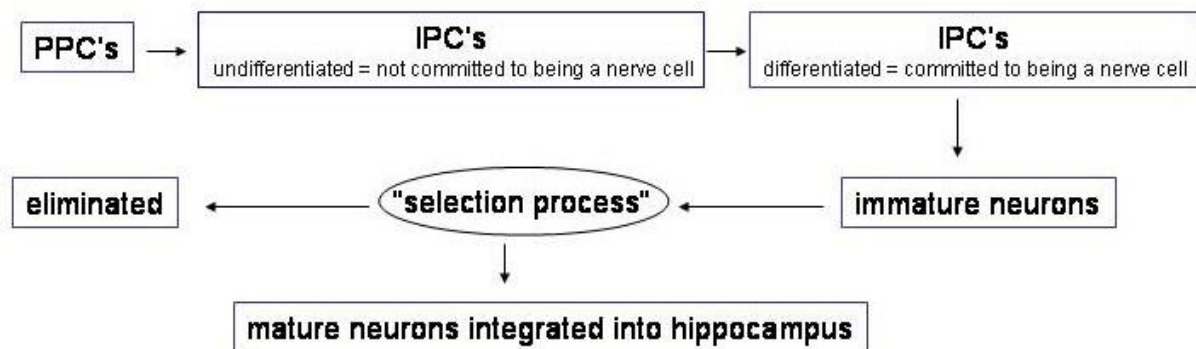 PPC's
IPC's
undifferentiated = not committed to being a nerve cell
IPC's
differentiated = committed to being a nerve cell
immature neurons
"selection process"
eliminated
mature neurons integrated into hippocampus